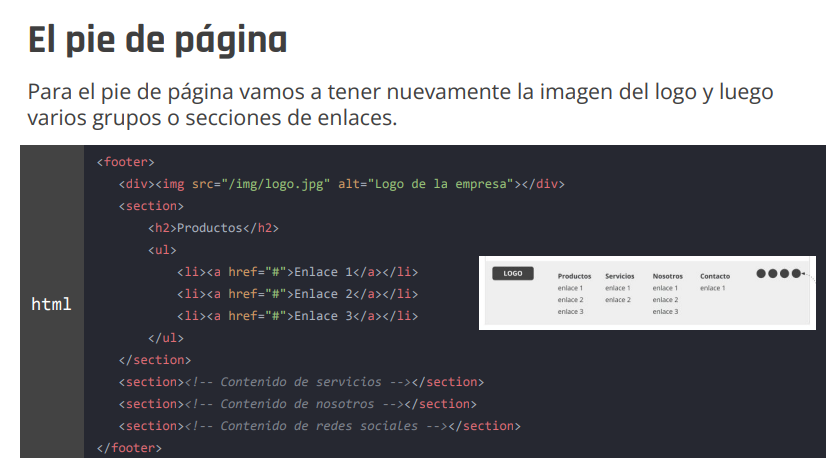 El pie de página
Para el pie de página vamos a tener nuevamente la imagen del logo y luego
varios grupos o secciones de enlaces.
html
<footer>
<div><img src="/img/logo.jpg" alt="Logo de la empresa"></div>
<section>
<h2>Productos</h2>
<ul>
<li><a href="#">Enlace 1</a></li>
<li><a href="#">Enlace 2</a></li>
<li><a href="#">Enlace 3</a></li>
</ul>
</section>
<section><!-- Contenido de servicios --></section>
<section><!-- Contenido de nosotros --></section>
<section><!-- Contenido de redes sociales --></section>
</footer>
LOGO
Productos Servicios Nosotros Contacto
enlace 1 enlace 1 enlace 1 enlace 1
enlace 2 enlace 2 enlace 2
enlace 3 enlace 3